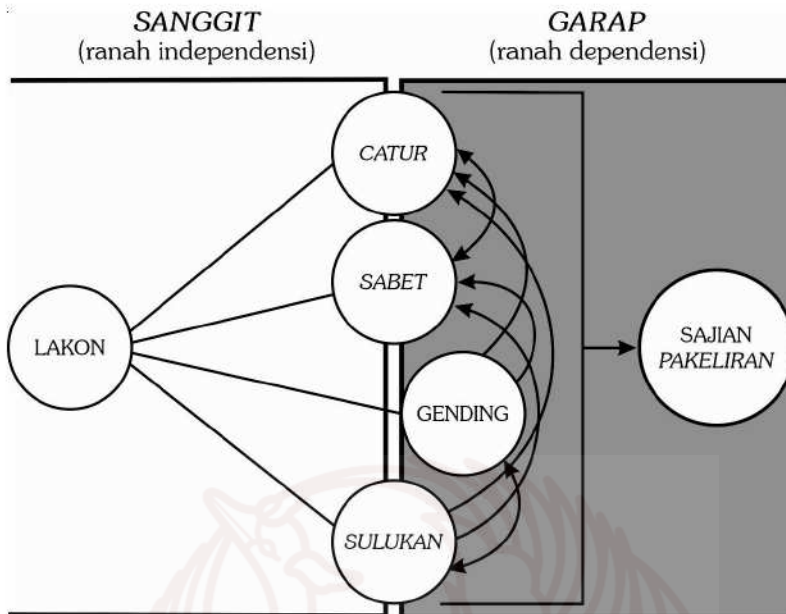 SANGGIT
(ranah independensi)
GARAP
(ranah dependensi)
CATUR
SABET
LAKON
GENDING
SULUKAN
SAJIAN
PAKELIRAN